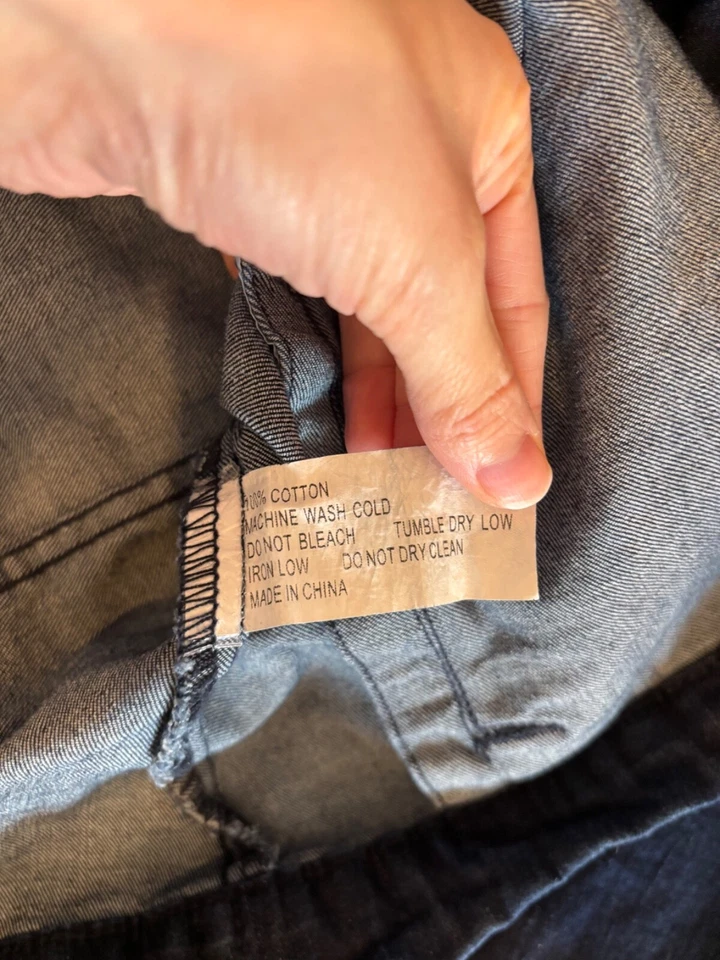 100% COTTON
MACHINE WASH COLD
DO NOT BLEACH TUMBLE DRY LOW
IRON LOW DO NOT DRY CLEAN
MADE IN CHINA